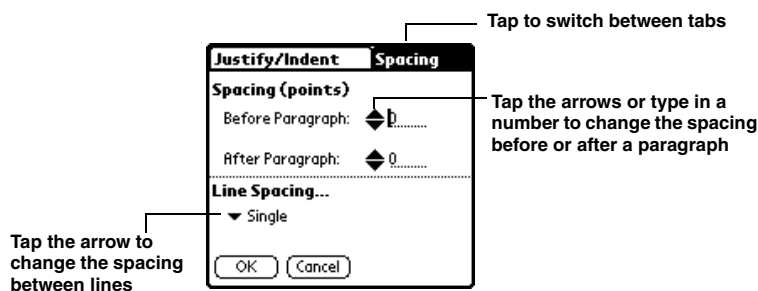 Tap to switch between tabs
Justify/Indent Spacing
Spacing (points)
Before Paragraph: 0
Tap the arrows or type in a
number to change the spacing
before or after a paragraph
After Paragraph: 0
Line Spacing...
Single
Tap the arrow to
change the spacing
between lines
OK Cancel